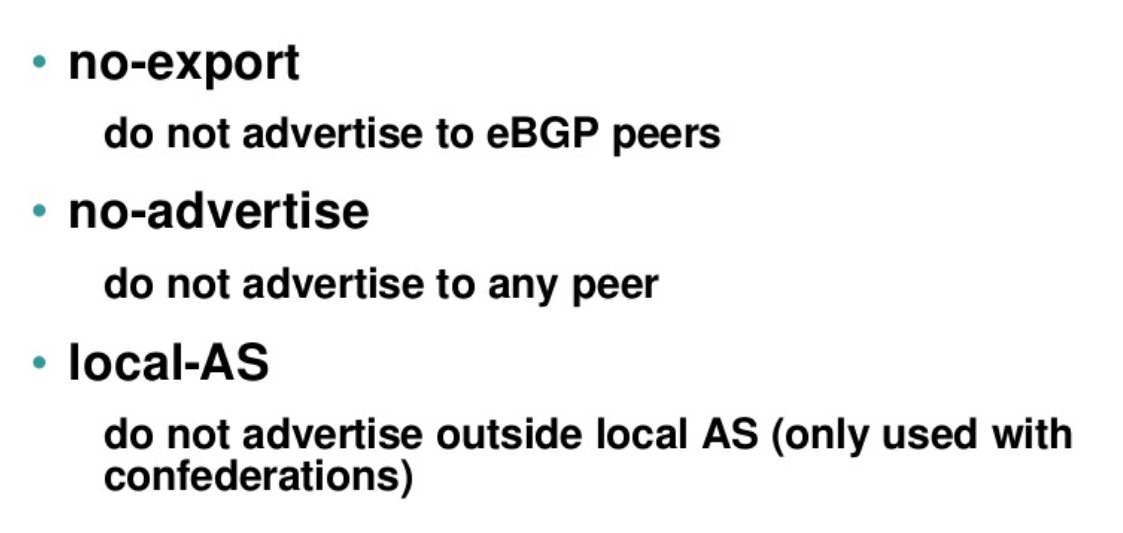 • no-export
do not advertise to eBGP peers
• no-advertise
do not advertise to any peer
• local-AS
do not advertise outside local AS (only used with
confederations)